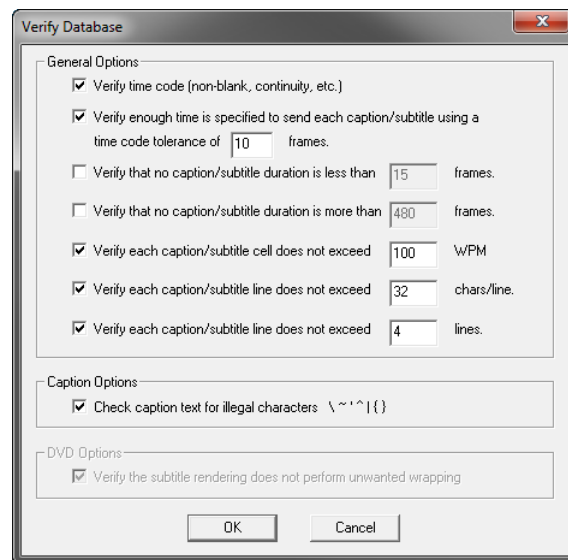 Verify Database
General Options
Verify time code (non-blank, continuity, etc.)
Verify enough time is specified to send each caption/subtitle using a
time code tolerance of 10 frames.
Verify that no caption/subtitle duration is less than 15 frames.
Verify that no caption/subtitle duration is more than 480 frames.
Verify each caption/subtitle cell does not exceed 100 WPM
Verify each caption/subtitle line does not exceed 32 chars/line.
Verify each caption/subtitle line does not exceed 4 lines.
Caption Options
Check caption text for illegal characters \ ~ ' ^ | { }
DVD Options
Verify the subtitle rendering does not perform unwanted wrapping
OK Cancel